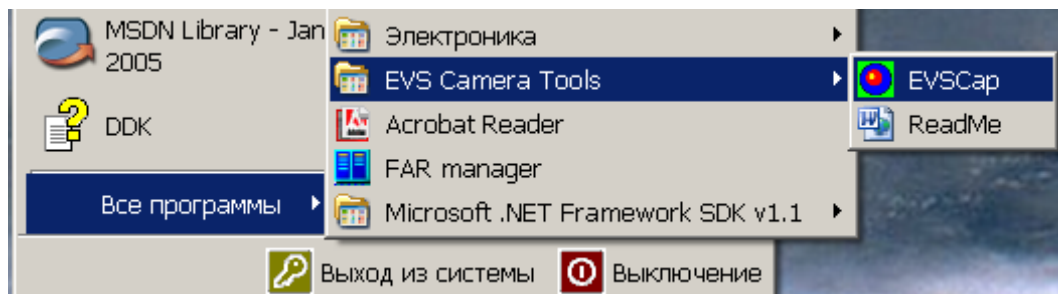 MSDN Library - Jan
2005
DDK
Все программы
Электроника
EVS Camera Tools
Acrobat Reader
FAR manager
Microsoft .NET Framework SDK v1.1
EVSCap
ReadMe
Выход из системы
Выключение